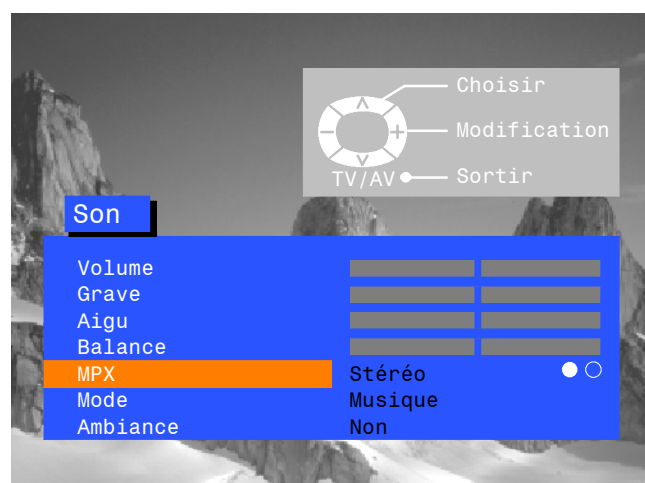 Choisir
Modification
TV/AV Sortir
Son
Volume
Grave
Aigu
Balance
MPX Stéréo
Mode Musique
Ambiance Non